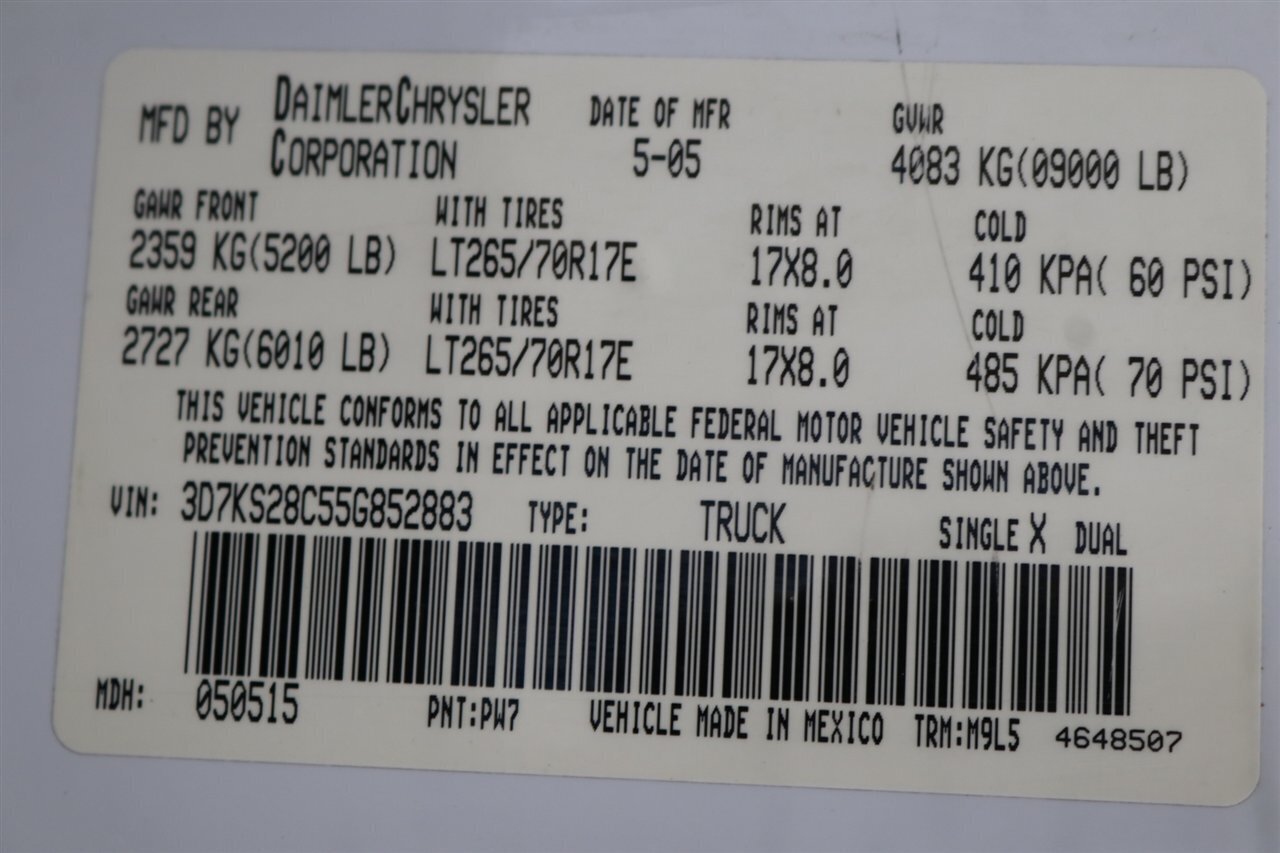 MFD BY DAIMLERCHRYSLER CORPORATION DATE OF MFR 5-05 GVWR 4083 KG(09000 LB)
GAWR FRONT WITH TIRES RIMS AT COLD
2359 KG(5200 LB) LT265/70R17E 17X8.0 410 KPA( 60 PSI)
GAWR REAR WITH TIRES RIMS AT COLD
2727 KG(6010 LB) LT265/70R17E 17X8.0 485 KPA( 70 PSI)
THIS VEHICLE CONFORMS TO ALL APPLICABLE FEDERAL MOTOR VEHICLE SAFETY AND THEFT
PREVENTION STANDARDS IN EFFECT ON THE DATE OF MANUFACTURE SHOWN ABOVE.
VIN: 3D7KS28C55G852883 TYPE: TRUCK SINGLE X DUAL
MDH: 050515 PNT:PW7 VEHICLE MADE IN MEXICO TRM:M9L5 4648507